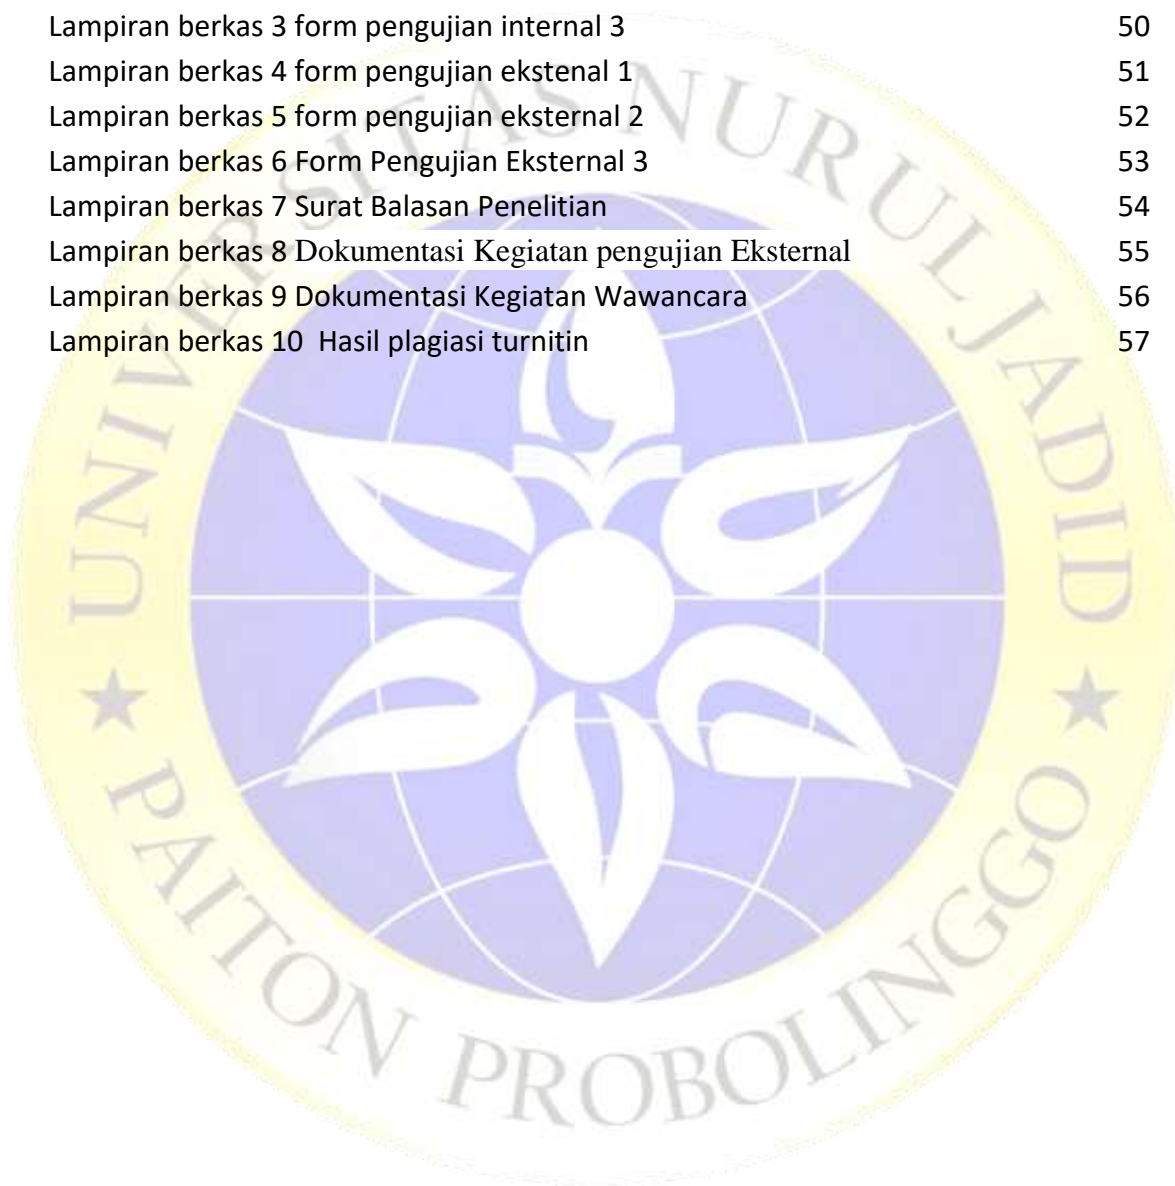 Lampiran berkas 3 form pengujian internal 3 50
Lampiran berkas 4 form pengujian ekstenal 1 51
Lampiran berkas 5 form pengujian eksternal 2 52
Lampiran berkas 6 Form Pengujian Eksternal 3 53
Lampiran berkas 7 Surat Balasan Penelitian 54
Lampiran berkas 8 Dokumentasi Kegiatan pengujian Eksternal 55
Lampiran berkas 9 Dokumentasi Kegiatan Wawancara 56
Lampiran berkas 10 Hasil plagiasi turnitin 57
UNIVERSITAS NURUL JADID
PAITON PROBOLINGGO